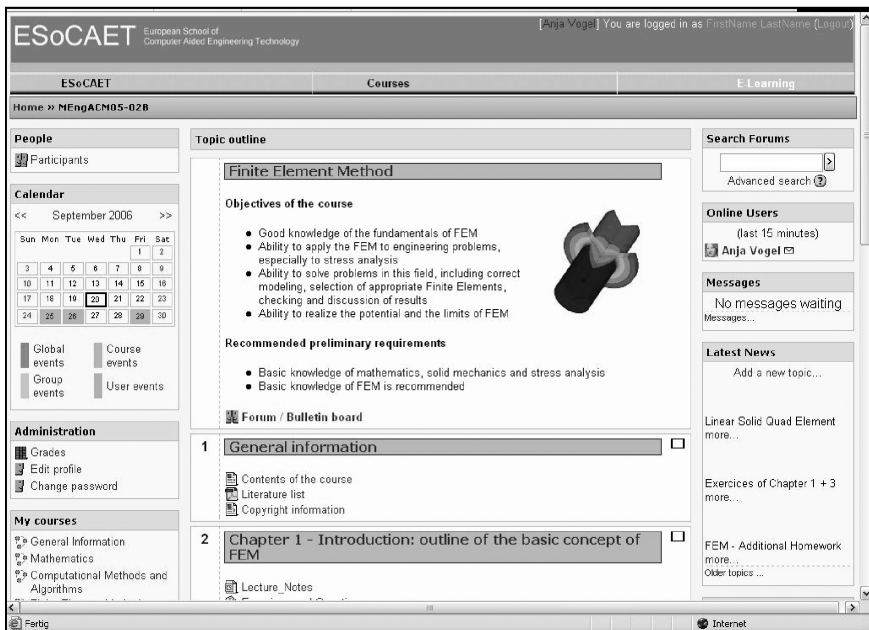 ESoCAET
European School of
Computer Aided Engineering Technology
[Anja Vogel] You are logged in as FirstName LastName (Logout)
ESoCAET
Courses
E-Learning
Home » MEngACM05-02B
People
Participants
Calendar
<< September 2006 >>
Sun Mon Tue Wed Thu Fri Sat
1 2
3 4 5 6 7 8 9
10 11 12 13 14 15 16
17 18 19 20 21 22 23
24 25 26 27 28 29 30
Global events
Course events
Group events
User events
Administration
Grades
Edit profile
Change password
My courses
General Information
Mathematics
Computational Methods and
Algorithms
Topic outline
Finite Element Method
Objectives of the course
Good knowledge of the fundamentals of FEM
Ability to apply the FEM to engineering problems,
especially to stress analysis
Ability to solve problems in this field, including correct
modeling, selection of appropriate Finite Elements,
checking and discussion of results
Ability to realize the potential and the limits of FEM
Recommended preliminary requirements
Basic knowledge of mathematics, solid mechanics and stress analysis
Basic knowledge of FEM is recommended
Forum / Bulletin board
1 General information
Contents of the course
Literature list
Copyright information
2 Chapter 1 - Introduction: outline of the basic concept of
FEM
Lecture_Notes
Search Forums
Advanced search ?
Online Users
(last 15 minutes)
Anja Vogel
Messages
No messages waiting
Messages...
Latest News
Add a new topic...
Linear Solid Quad Element
more...
Exercices of Chapter 1 + 3
more...
FEM - Additional Homework
more...
Older topics ...
Fertig
Internet